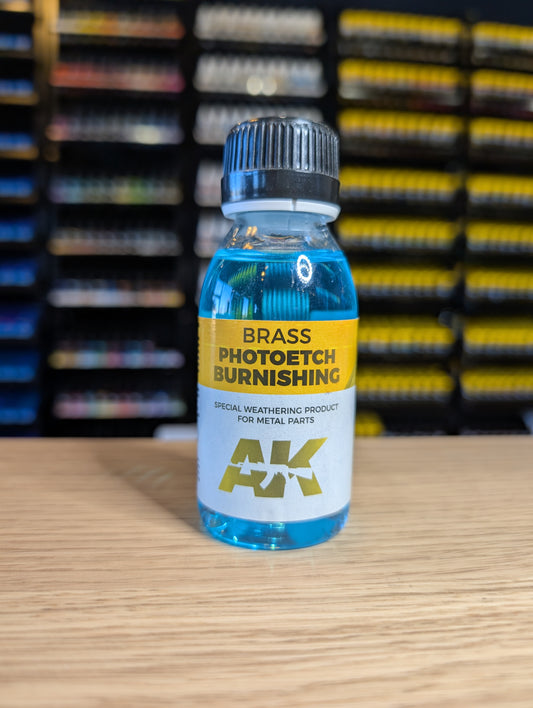 BRASS
PHOTOETCH
BURNISHING
SPECIAL WEATHERING PRODUCT
FOR METAL PARTS
AK